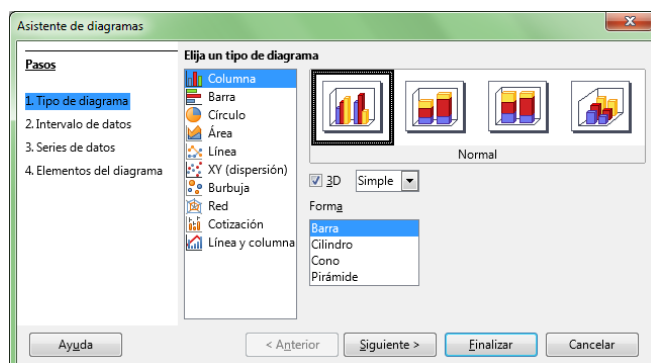 Asistente de diagramas
Pasos
1. Tipo de diagrama
2. Intervalo de datos
3. Series de datos
4. Elementos del diagrama
Elija un tipo de diagrama
Columna
Barra
Círculo
Área
Línea
XY (dispersión)
Burbuja
Red
Cotización
Línea y columna
Normal
3D
Simple
Forma
Barra
Cilindro
Cono
Pirámide
Ayuda
< Anterior
Siguiente >
Finalizar
Cancelar